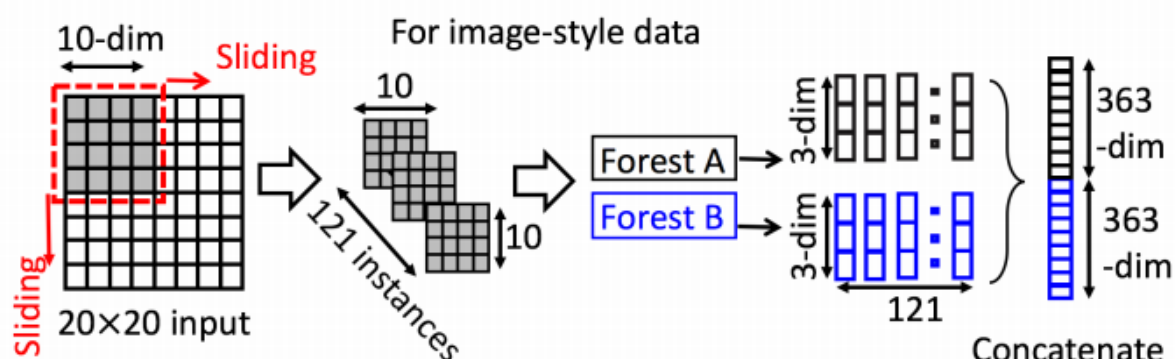 For image-style data
10-dim
Sliding
Sliding
20×20 input
10
10
121 instances
Forest A
Forest B
3-dim
3-dim
121
363
-dim
363
-dim
Concatenate